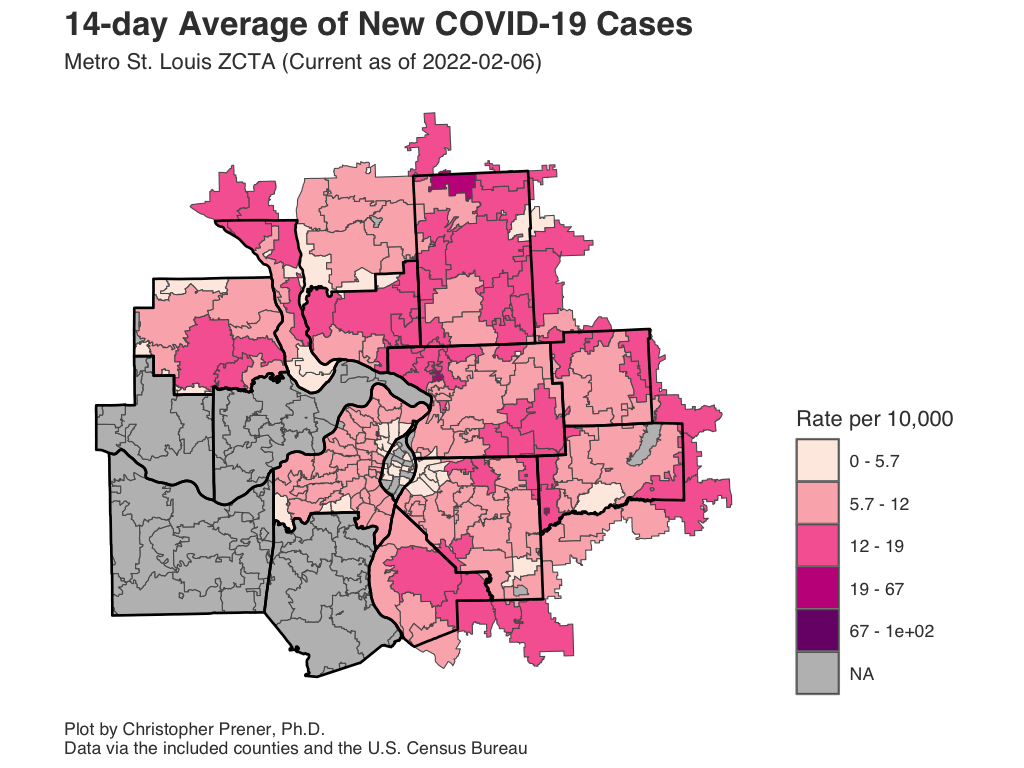 14-day Average of New COVID-19 Cases
Metro St. Louis ZCTA (Current as of 2022-02-06)
Rate per 10,000
0 - 5.7
5.7 - 12
12 - 19
19 - 67
67 - 1e+02
NA
Plot by Christopher Prener, Ph.D.
Data via the included counties and the U.S. Census Bureau